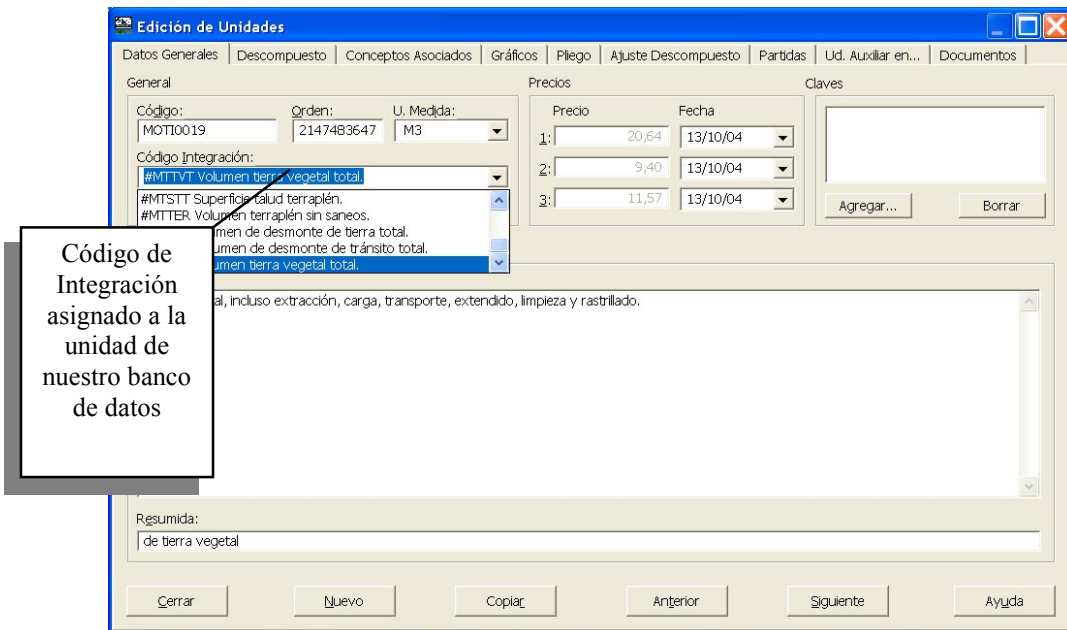 Edición de Unidades
Datos Generales Descompuesto Conceptos Asociados Gráficos Pliego Ajuste Descompuesto Partidas Ud. Auxiliar en... Documentos
General Precios Claves
Código: Orden: U. Medida: Precio Fecha
MOTI0019 2147483647 M3 1: 20,64 13/10/04
Código Integración:
#MTTVT Volumen tierra vegetal total. 2: 9,40 13/10/04
#MTSTT Superficie talud terraplén. 3: 11,57 13/10/04 Agregar... Borrar
#MTTER Volumen terraplén sin saneos.
men de desmonte de tierra total.
umen de desmonte de tránsito total.
umen tierra vegetal total.
al, incluso extracción, carga, transporte, extendido, limpieza y rastrillado.
Código de
Integración
asignado a la
unidad de
nuestro banco
de datos
Resumida:
de tierra vegetal
Cerrar Nuevo Copiar Anterior Siguiente Ayuda